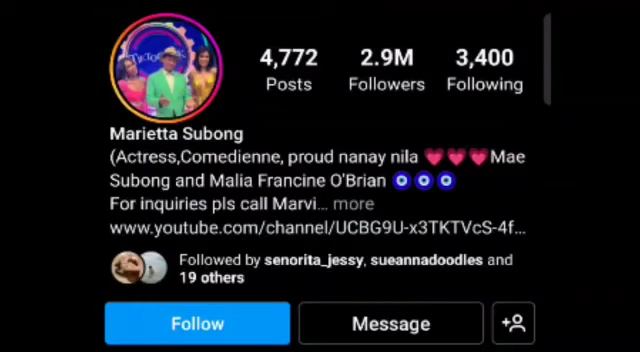 4,772
Posts
2.9M
Followers
3,400
Following
Marietta Subong
(Actress,Comedienne, proud nanay nila 💗💗💗Mae
Subong and Malia Francine O'Brian 🧿🧿🧿
For inquiries pls call Marvi... more
www.youtube.com/channel/UCBG9U-x3TKTVcS-4f...
Followed by senorita_jessy, sueannadoodles and
19 others
Follow
Message